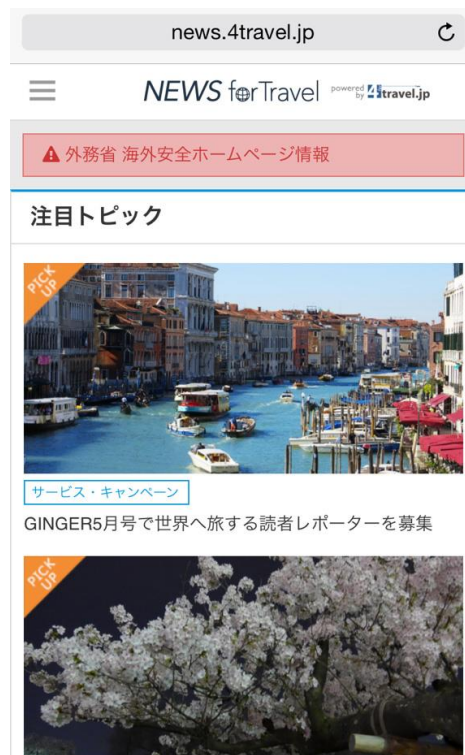 news.4travel.jp
NEWS forTravel powered by 4travel.jp
外務省 海外安全ホームページ情報
注目トピック
PICK UP
サービス・キャンペーン
GINGER5月号で世界へ旅する読者レポーターを募集
PICK UP